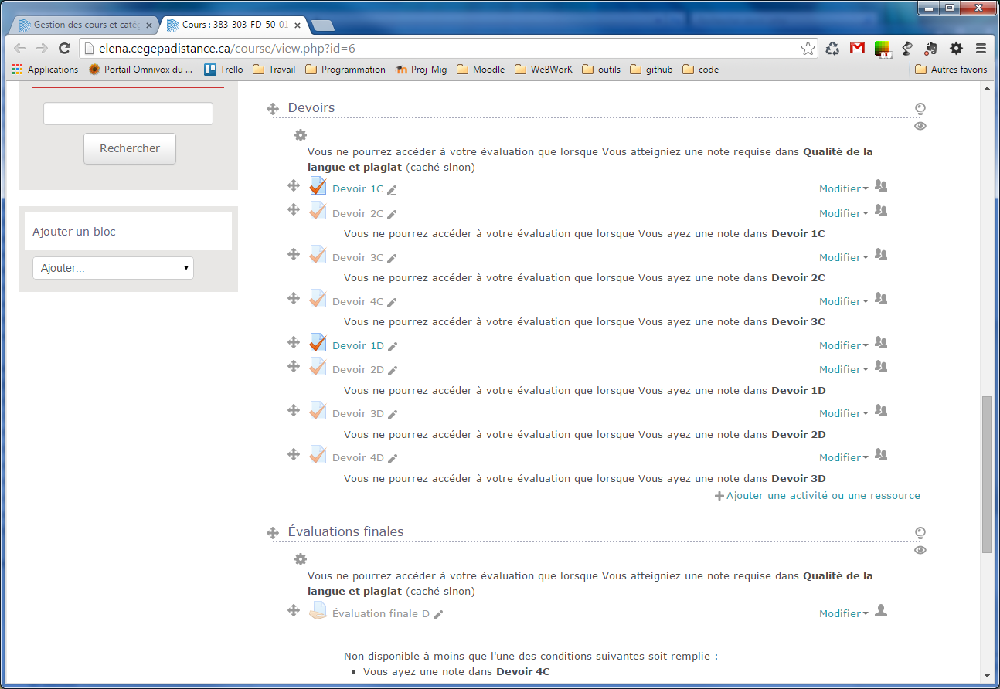 Gestion des cours et caté
Cours : 383-303-FD-50-01
elena.cegepadistance.ca/course/view.php?id=6
Applications Portail Omnivox du ... Trello Travail Programmation Proj-Mig Moodle WeBWorK outils github code Autres favoris
Rechercher
Ajouter un bloc
Ajouter...
Devoirs
Vous ne pourrez accéder à votre évaluation que lorsque Vous atteigniez une note requise dans Qualité de la
langue et plagiat (caché sinon)
Devoir 1C Modifier
Devoir 2C Modifier
Vous ne pourrez accéder à votre évaluation que lorsque Vous ayez une note dans Devoir 1C
Devoir 3C Modifier
Vous ne pourrez accéder à votre évaluation que lorsque Vous ayez une note dans Devoir 2C
Devoir 4C Modifier
Vous ne pourrez accéder à votre évaluation que lorsque Vous ayez une note dans Devoir 3C
Devoir 1D Modifier
Devoir 2D Modifier
Vous ne pourrez accéder à votre évaluation que lorsque Vous ayez une note dans Devoir 1D
Devoir 3D Modifier
Vous ne pourrez accéder à votre évaluation que lorsque Vous ayez une note dans Devoir 2D
Devoir 4D Modifier
Vous ne pourrez accéder à votre évaluation que lorsque Vous ayez une note dans Devoir 3D
Ajouter une activité ou une ressource
Évaluations finales
Vous ne pourrez accéder à votre évaluation que lorsque Vous atteigniez une note requise dans Qualité de la
langue et plagiat (caché sinon)
Évaluation finale D Modifier
Non disponible à moins que l'une des conditions suivantes soit remplie :
Vous ayez une note dans Devoir 4C